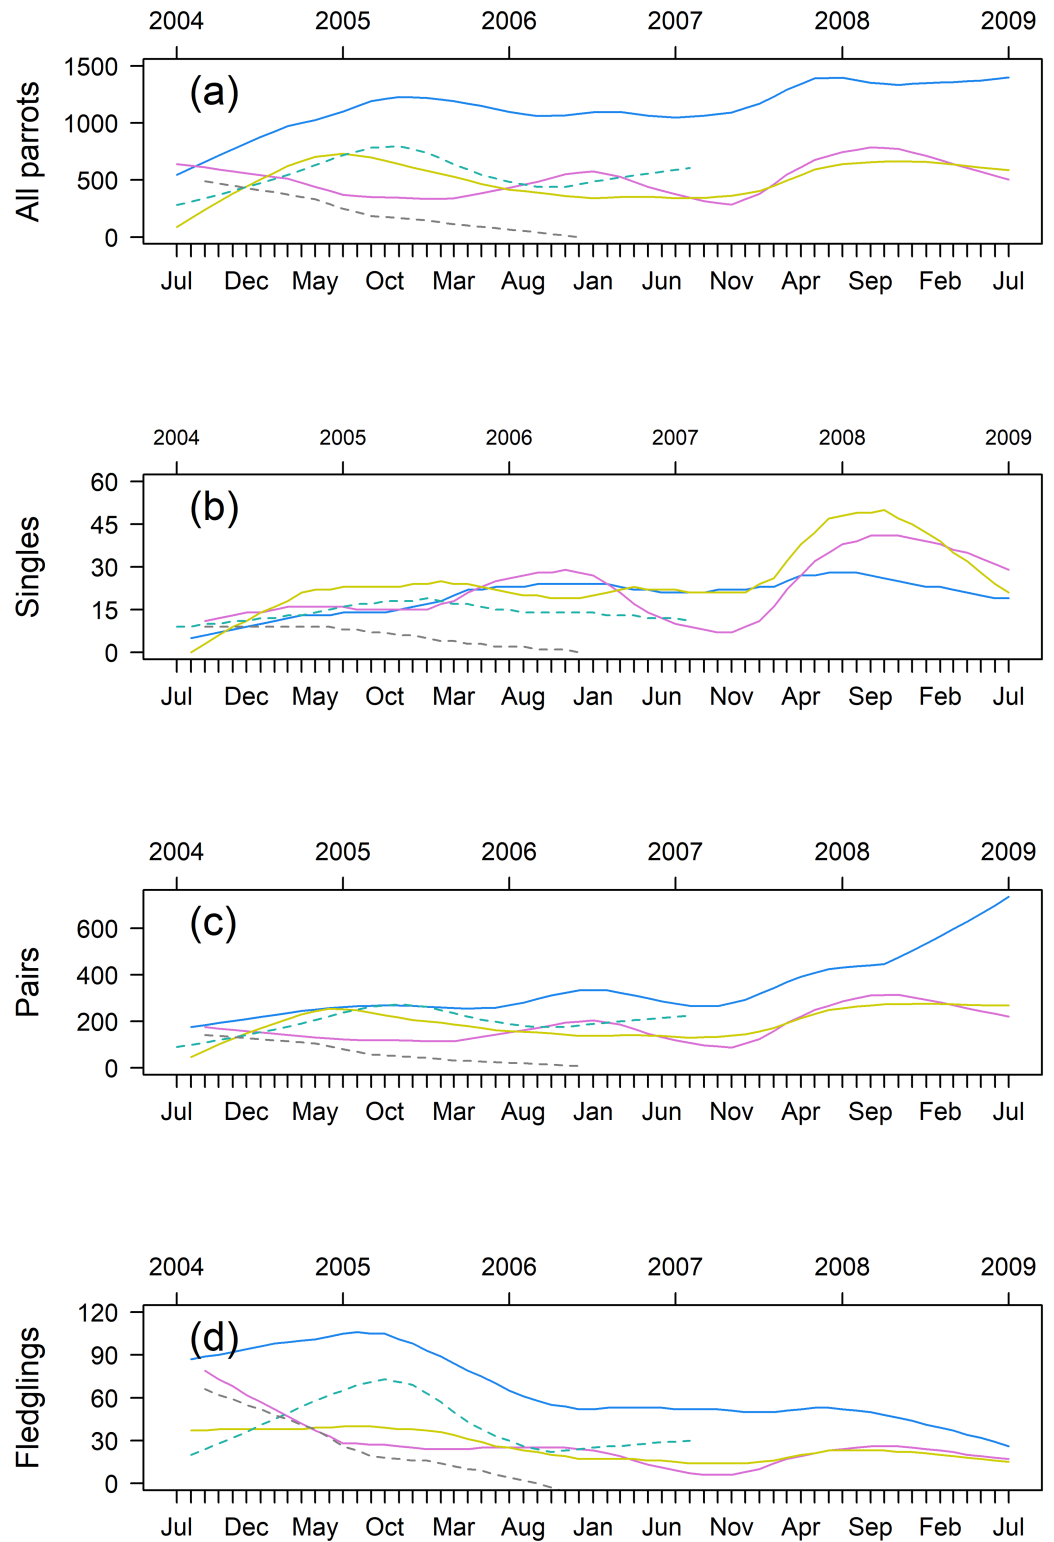 2004 2005 2006 2007 2008 2009
(a)
All parrots
1500
1000
500
0
Jul Dec May Oct Mar Aug Jan Jun Nov Apr Sep Feb Jul
2004 2005 2006 2007 2008 2009
(b)
Singles
60
45
30
15
0
Jul Dec May Oct Mar Aug Jan Jun Nov Apr Sep Feb Jul
2004 2005 2006 2007 2008 2009
(c)
Pairs
600
400
200
0
Jul Dec May Oct Mar Aug Jan Jun Nov Apr Sep Feb Jul
2004 2005 2006 2007 2008 2009
(d)
Fledglings
120
90
60
30
0
Jul Dec May Oct Mar Aug Jan Jun Nov Apr Sep Feb Jul